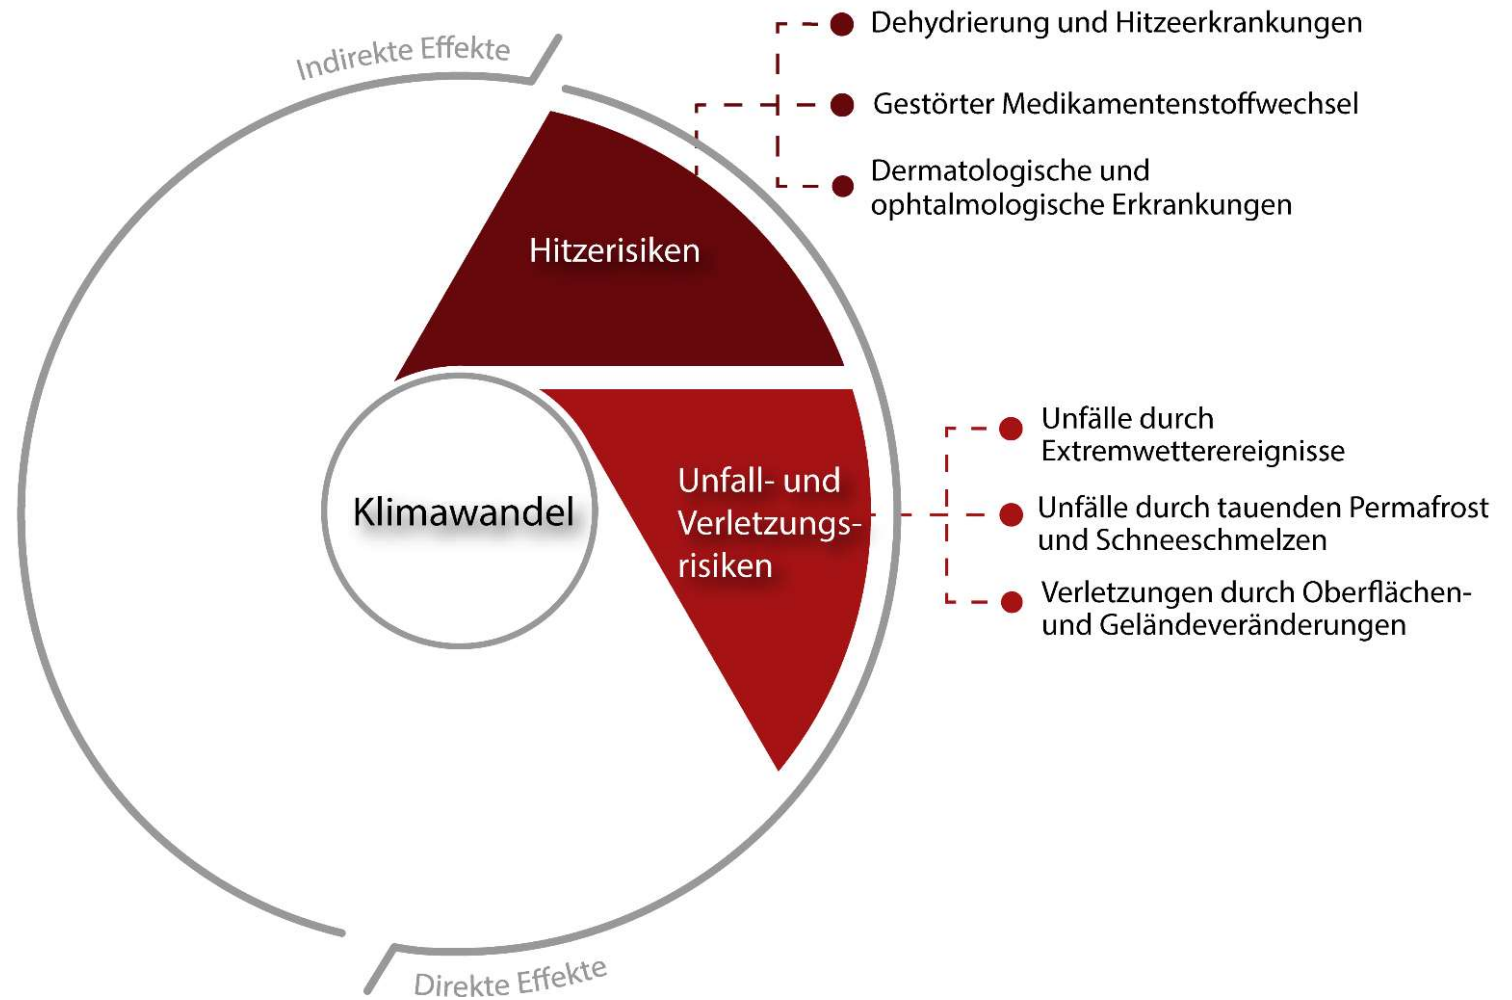 Indirekte Effekte
Dehydrierung und Hitzeerkrankungen
Gestörter Medikamentenstoffwechsel
Dermatologische und
ophtalmologische Erkrankungen
Hitzerisiken
Klimawandel
Unfall- und
Verletzungs-
risiken
Unfälle durch
Extremwetterereignisse
Unfälle durch tauenden Permafrost
und Schneeschmelzen
Verletzungen durch Oberflächen-
und Geländeveränderungen
Direkte Effekte